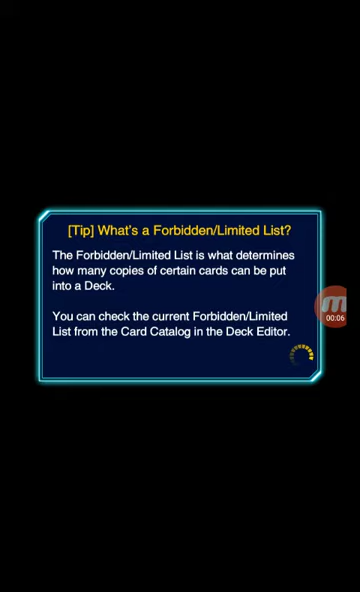 [Tip] What's a Forbidden/Limited List?
The Forbidden/Limited List is what determines
how many copies of certain cards can be put
into a Deck.
You can check the current Forbidden/Limited
List from the Card Catalog in the Deck Editor.
M
00:06